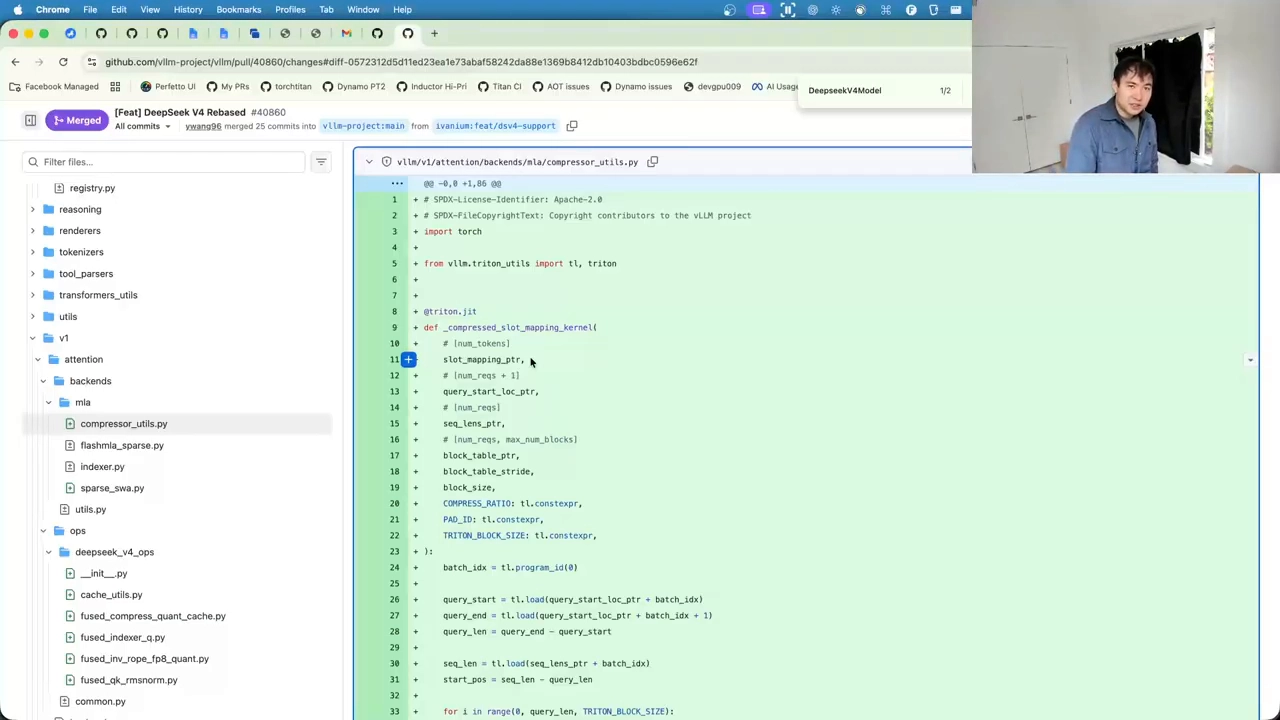 Chrome File Edit View History Bookmarks Profiles Tab Window Help
github.com/vllm-project/vllm/pull/40860/changes#diff-0572312d5d11ed23ea1e73abaf58242da88e1369b8412db10403bdbc0596e62f
Facebook Managed Perfetto UI My PRs torchtitan Dynamo PT2 Inductor Hi-Pri Titan CI AOT issues Dynamo issues devgpu009 AI Usag
DeepseekV4Model 1/2
Merged
[Feat] DeepSeek V4 Rebased #40860
All commits ywang96 merged 25 commits into vllm-project:main from ivanium:feat/dsv4-support
Filter files...
registry.py
reasoning
renderers
tokenizers
tool_parsers
transformers_utils
utils
v1
attention
backends
mla
compressor_utils.py
flashmla_sparse.py
indexer.py
sparse_swa.py
utils.py
ops
deepseek_v4_ops
__init__.py
cache_utils.py
fused_compress_quant_cache.py
fused_indexer_q.py
fused_inv_rope_fp8_quant.py
fused_qk_rmsnorm.py
common.py
vllm/v1/attention/backends/mla/compressor_utils.py
@@ -0,0 +1,86 @@
1 + # SPDX-License-Identifier: Apache-2.0
2 + # SPDX-FileCopyrightText: Copyright contributors to the vLLM project
3 + import torch
4 +
5 + from vllm.triton_utils import tl, triton
6 +
7 +
8 + @triton.jit
9 + def _compressed_slot_mapping_kernel(
10 + # [num_tokens]
11 + slot_mapping_ptr,
12 + # [num_reqs + 1]
13 + query_start_loc_ptr,
14 + # [num_reqs]
15 + seq_lens_ptr,
16 + # [num_reqs, max_num_blocks]
17 + block_table_ptr,
18 + block_table_stride,
19 + block_size,
20 + COMPRESS_RATIO: tl.constexpr,
21 + PAD_ID: tl.constexpr,
22 + TRITON_BLOCK_SIZE: tl.constexpr,
23 + ):
24 + batch_idx = tl.program_id(0)
25 +
26 + query_start = tl.load(query_start_loc_ptr + batch_idx)
27 + query_end = tl.load(query_start_loc_ptr + batch_idx + 1)
28 + query_len = query_end - query_start
29 +
30 + seq_len = tl.load(seq_lens_ptr + batch_idx)
31 + start_pos = seq_len - query_len
32 +
33 + for i in range(0, query_len, TRITON_BLOCK_SIZE):